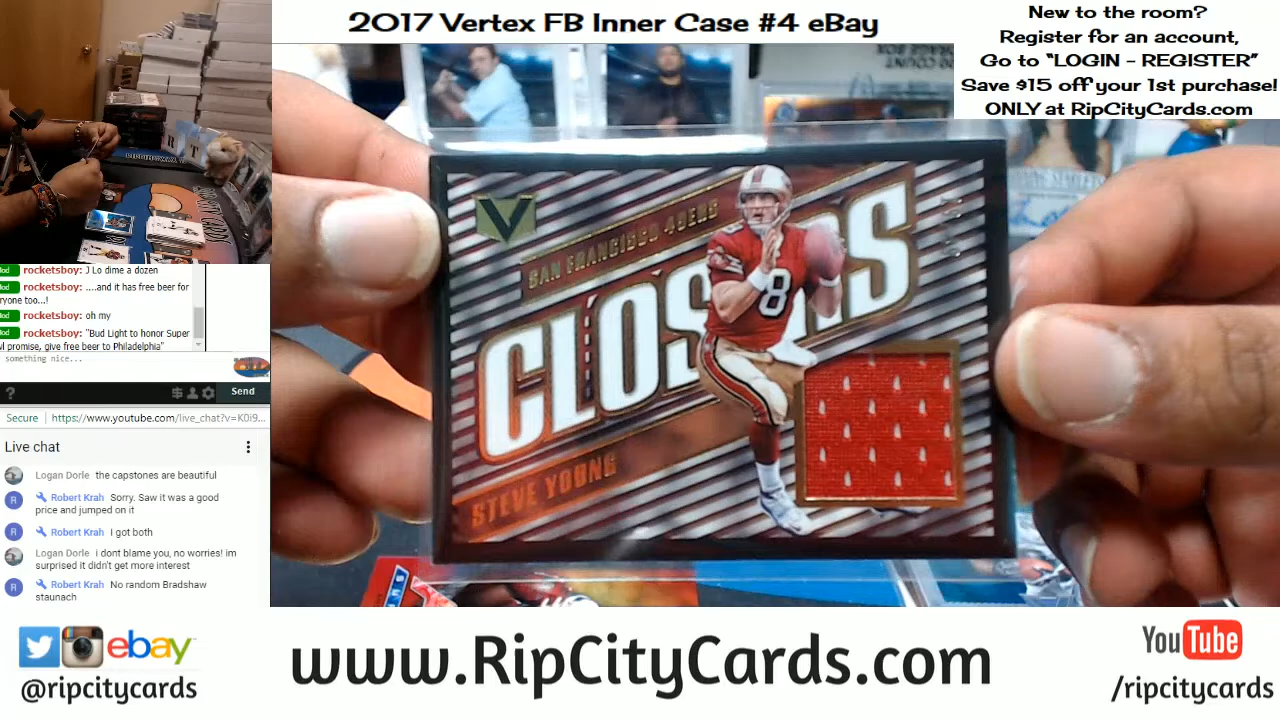 2017 Vertex FB Inner Case #4 eBay
New to the room?
Register for an account,
Go to “LOGIN - REGISTER”
Save $15 off your 1st purchase!
ONLY at RipCityCards.com
V
SAN FRANCISCO 49ERS
CLOSERS
8
STEVE YOUNG
rocketsboy: J Lo dime a dozen
rocketsboy: ....and it has free beer for
ryone too...!
rocketsboy: oh my
rocketsboy: "Bud Light to honor Super
promise, give free beer to Philadelphia"
something nice...
?
Send
Secure https://www.youtube.com/live_chat?v=K0i9...
Live chat
Logan Dorle the capstones are beautiful
R Robert Krah Sorry. Saw it was a good
price and jumped on it
R Robert Krah I got both
Logan Dorle i dont blame you, no worries! im
surprised it didn't get more interest
R Robert Krah No random Bradshaw
staunach
ebay
@ripcitycards
www.RipCityCards.com
YouTube
/ripcitycards